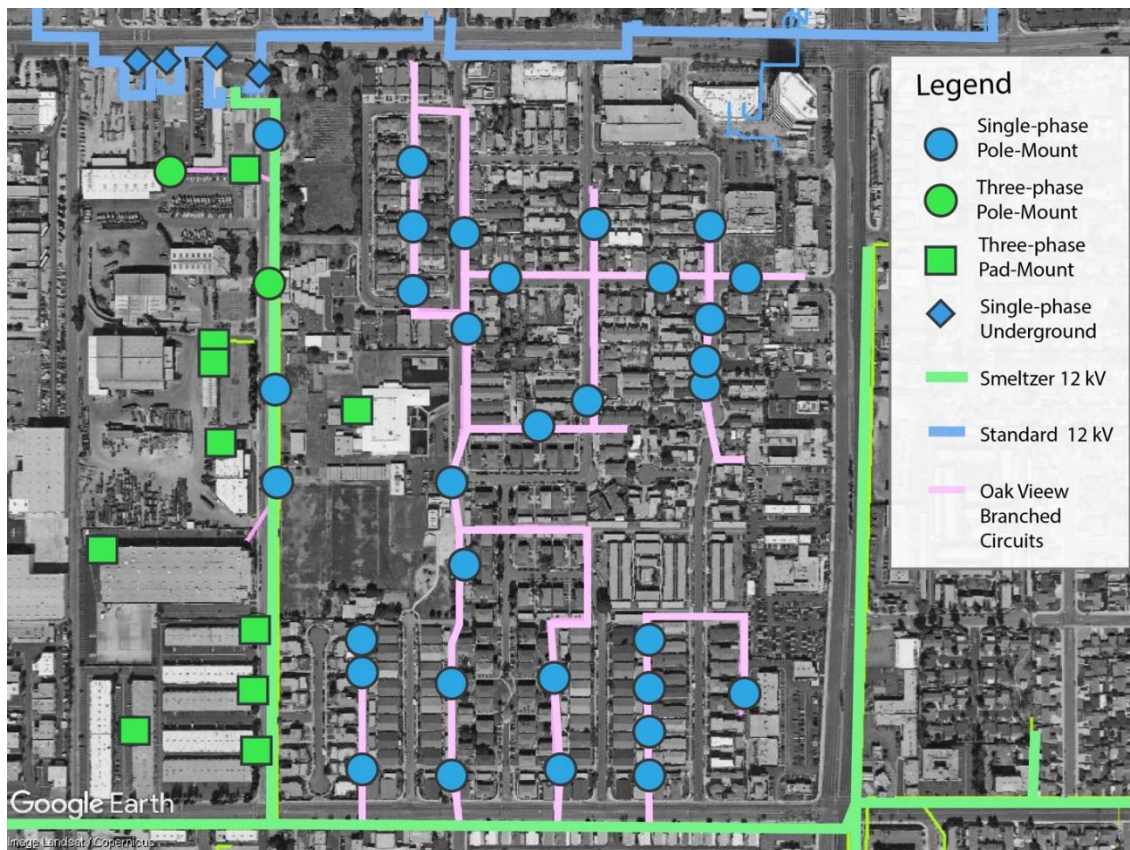 Legend
Single-phase
Pole-Mount
Three-phase
Pole-Mount
Three-phase
Pad-Mount
Single-phase
Underground
Smeltzer 12 kV
Standard 12 kV
Oak Vieew
Branched
Circuits
Google Earth
Image Landsat / Copernicus